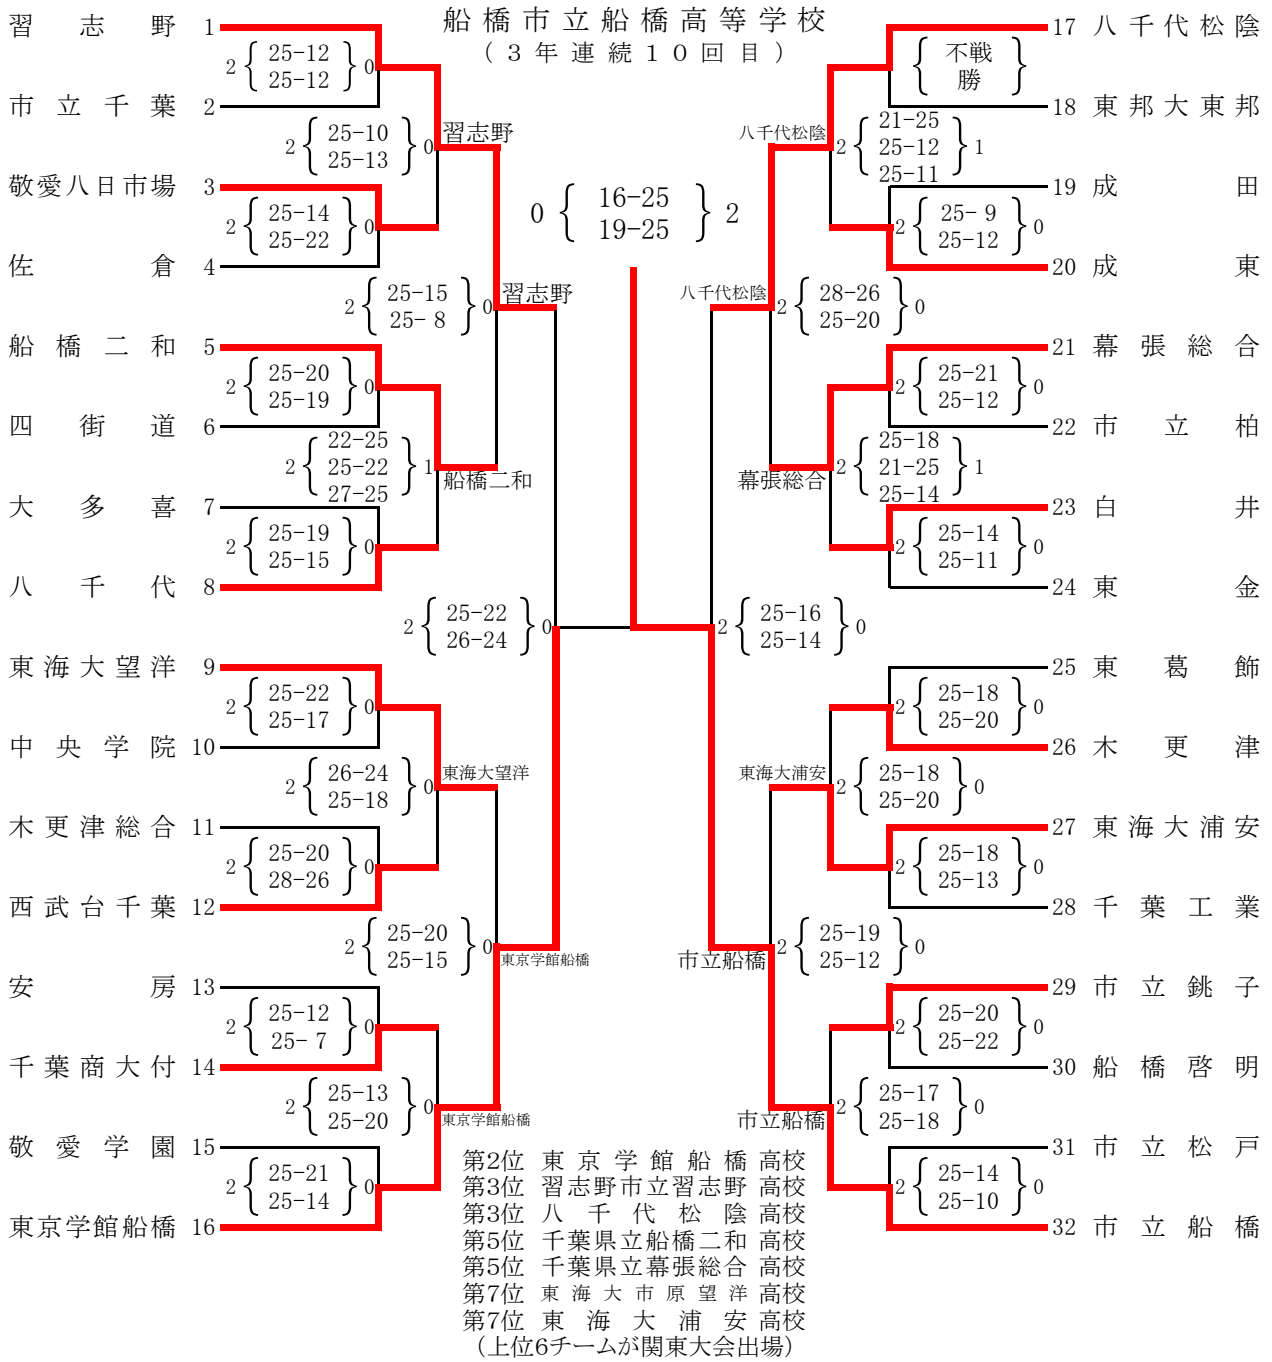 船橋市立船橋高等学校
(3年連続10回目)
習志野 1
市立千葉 2
敬愛八日市場 3
佐倉 4
船橋二和 5
四街道 6
大多喜 7
八千代 8
東海大望洋 9
中央学院 10
木更津総合 11
西武台千葉 12
安房 13
千葉商大付 14
敬愛学園 15
東京学館船橋 16
2 { 25-12 } 0
25-12
2 { 25-14 } 0
25-22
2 { 25-20 } 0
25-19
2 { 25-19 } 0
25-15
2 { 25-22 } 0
25-17
2 { 25-20 } 0
28-26
2 { 25-12 } 0
25- 7
2 { 25-21 } 0
25-14
2 { 25-10 } 0
25-13
習志野
2 { 22-25 } 1
25-22
27-25
船橋二和
2 { 26-24 } 0
25-18
東海大望洋
2 { 25-13 } 0
25-20
東京学館船橋
2 { 25-15 } 0
25- 8
習志野
2 { 25-20 } 0
25-15
東京学館船橋
2 { 25-22 } 0
26-24
0 { 16-25 } 2
19-25
2 { 25-16 } 0
25-14
八千代松陰
2 { 28-26 } 0
25-20
市立船橋
2 { 25-19 } 0
25-12
八千代松陰
2 { 21-25 } 1
25-12
25-11
幕張総合
2 { 25-18 } 1
21-25
25-14
東海大浦安
2 { 25-18 } 0
25-20
市立船橋
2 { 25-17 } 0
25-18
{ 不戦 }
勝
2 { 25- 9 } 0
25-12
2 { 25-21 } 0
25-12
2 { 25-14 } 0
25-11
2 { 25-18 } 0
25-20
2 { 25-18 } 0
25-13
2 { 25-20 } 0
25-22
2 { 25-14 } 0
25-10
17 八千代松陰
18 東邦大東邦
19 成田
20 成東
21 幕張総合
22 市立柏
23 白井
24 東金
25 東葛飾
26 木更津
27 東海大浦安
28 千葉工業
29 市立銚子
30 船橋啓明
31 市立松戸
32 市立船橋
第2位 東京学館船橋 高校
第3位 習志野市立習志野 高校
第3位 八千代松陰 高校
第5位 千葉県立船橋二和 高校
第5位 千葉県立幕張総合 高校
第7位 東海大市原望洋 高校
第7位 東海大浦安 高校
(上位6チームが関東大会出場)